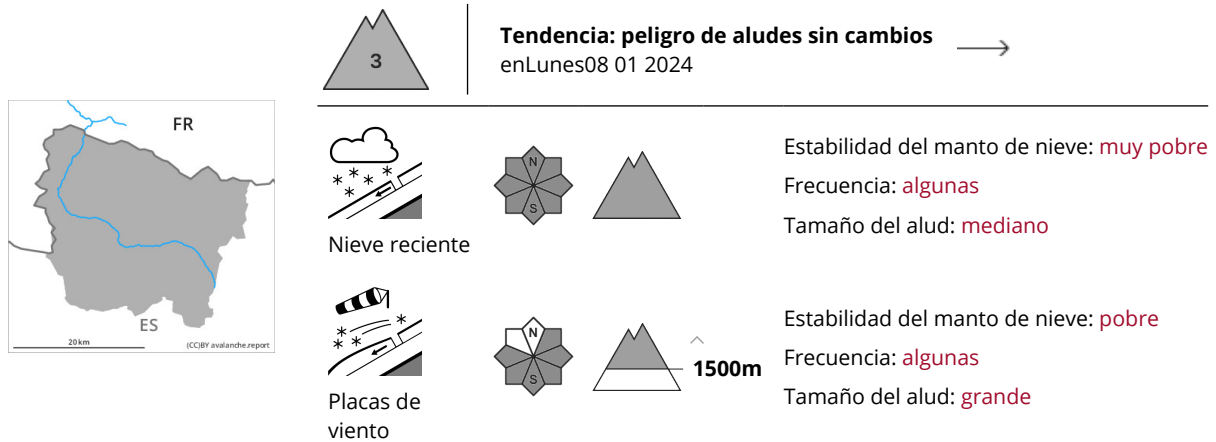 3
Tendencia: peligro de aludes sin cambios
enLunes08 01 2024
FR
ES
20 km
(CC)BY avalanche.report
N
S
Nieve reciente
Estabilidad del manto de nieve: muy pobre
Frecuencia: algunas
Tamaño del alud: mediano
N
S
1500m
Placas de
viento
Estabilidad del manto de nieve: pobre
Frecuencia: algunas
Tamaño del alud: grande